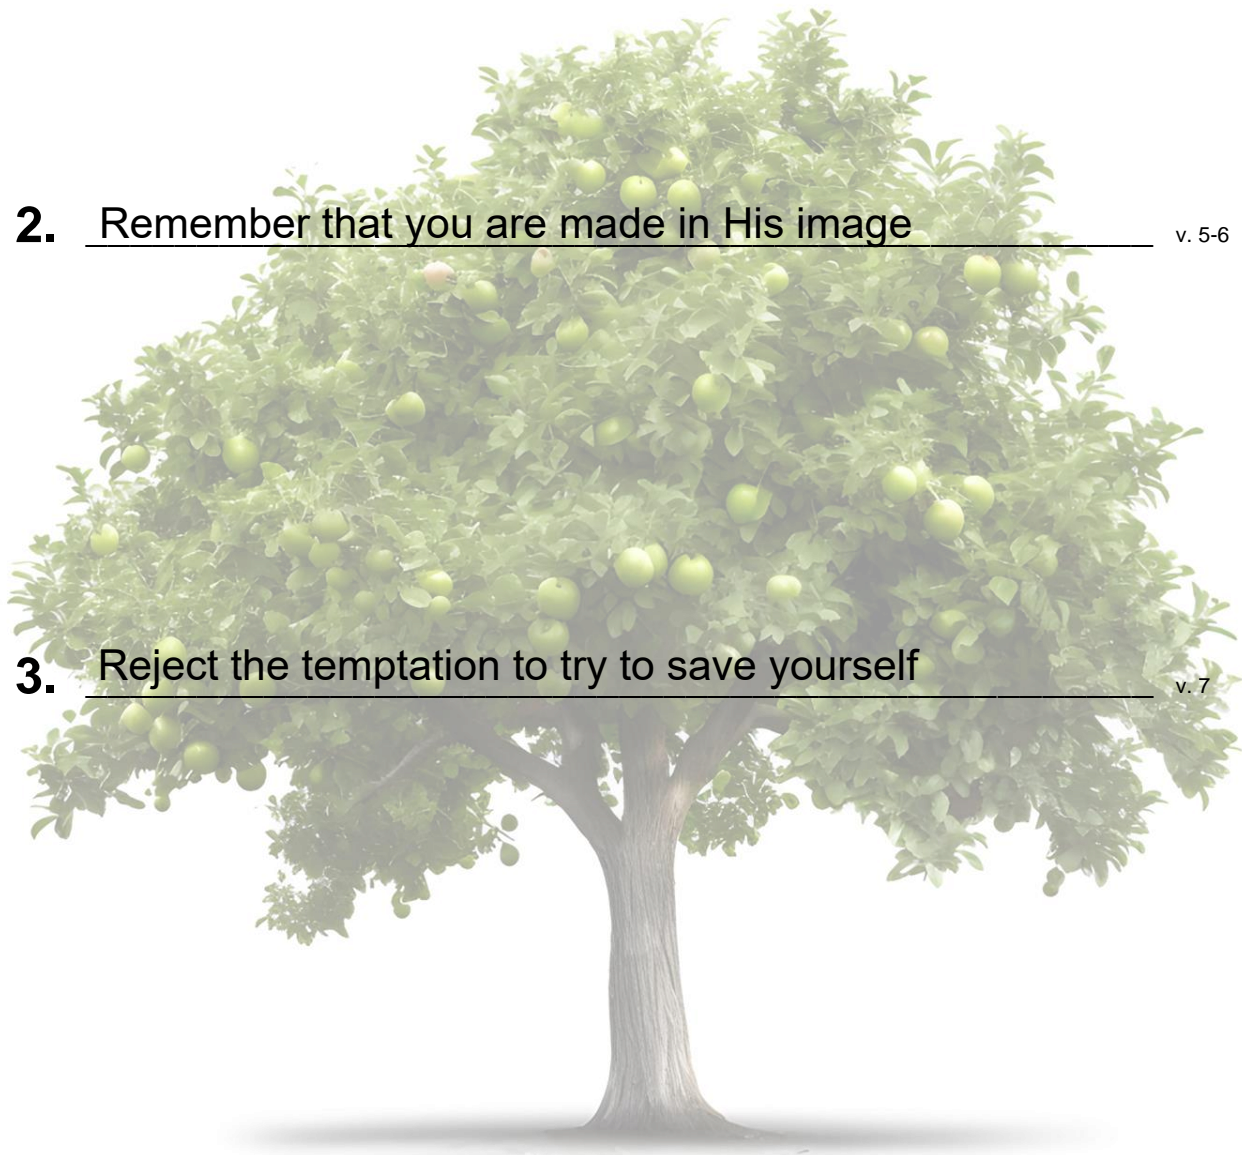 2. Remember that you are made in His image v. 5-6
3. Reject the temptation to try to save yourself v. 7